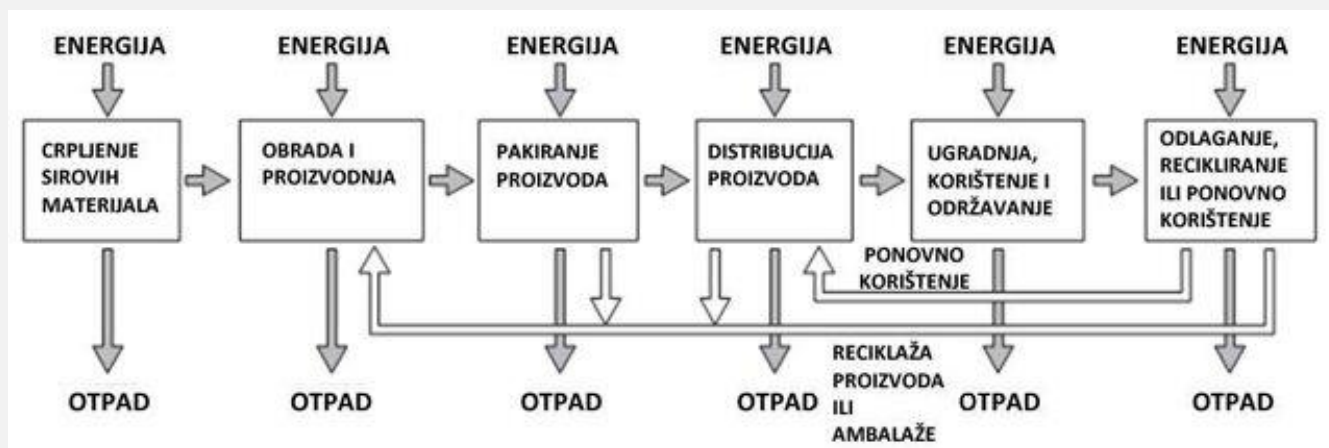 ENERGIJA ENERGIJA ENERGIJA ENERGIJA ENERGIJA ENERGIJA
CRPLJENJE
SIROVIH
MATERIJALA
OBRADA I
PROIZVODNJA
PAKIRANJE
PROIZVODA
DISTRIBUCIJA
PROIZVODA
UGRADNJA,
KORIŠTENJE I
ODRŽAVANJE
ODLAGANJE,
RECIKLIRANJE
ILI PONOVNO
KORIŠTENJE
PONOVNO
KORIŠTENJE
RECIKLAŽA
PROIZVODA
ILI
AMBALAŽE
OTPAD OTPAD OTPAD OTPAD OTPAD OTPAD